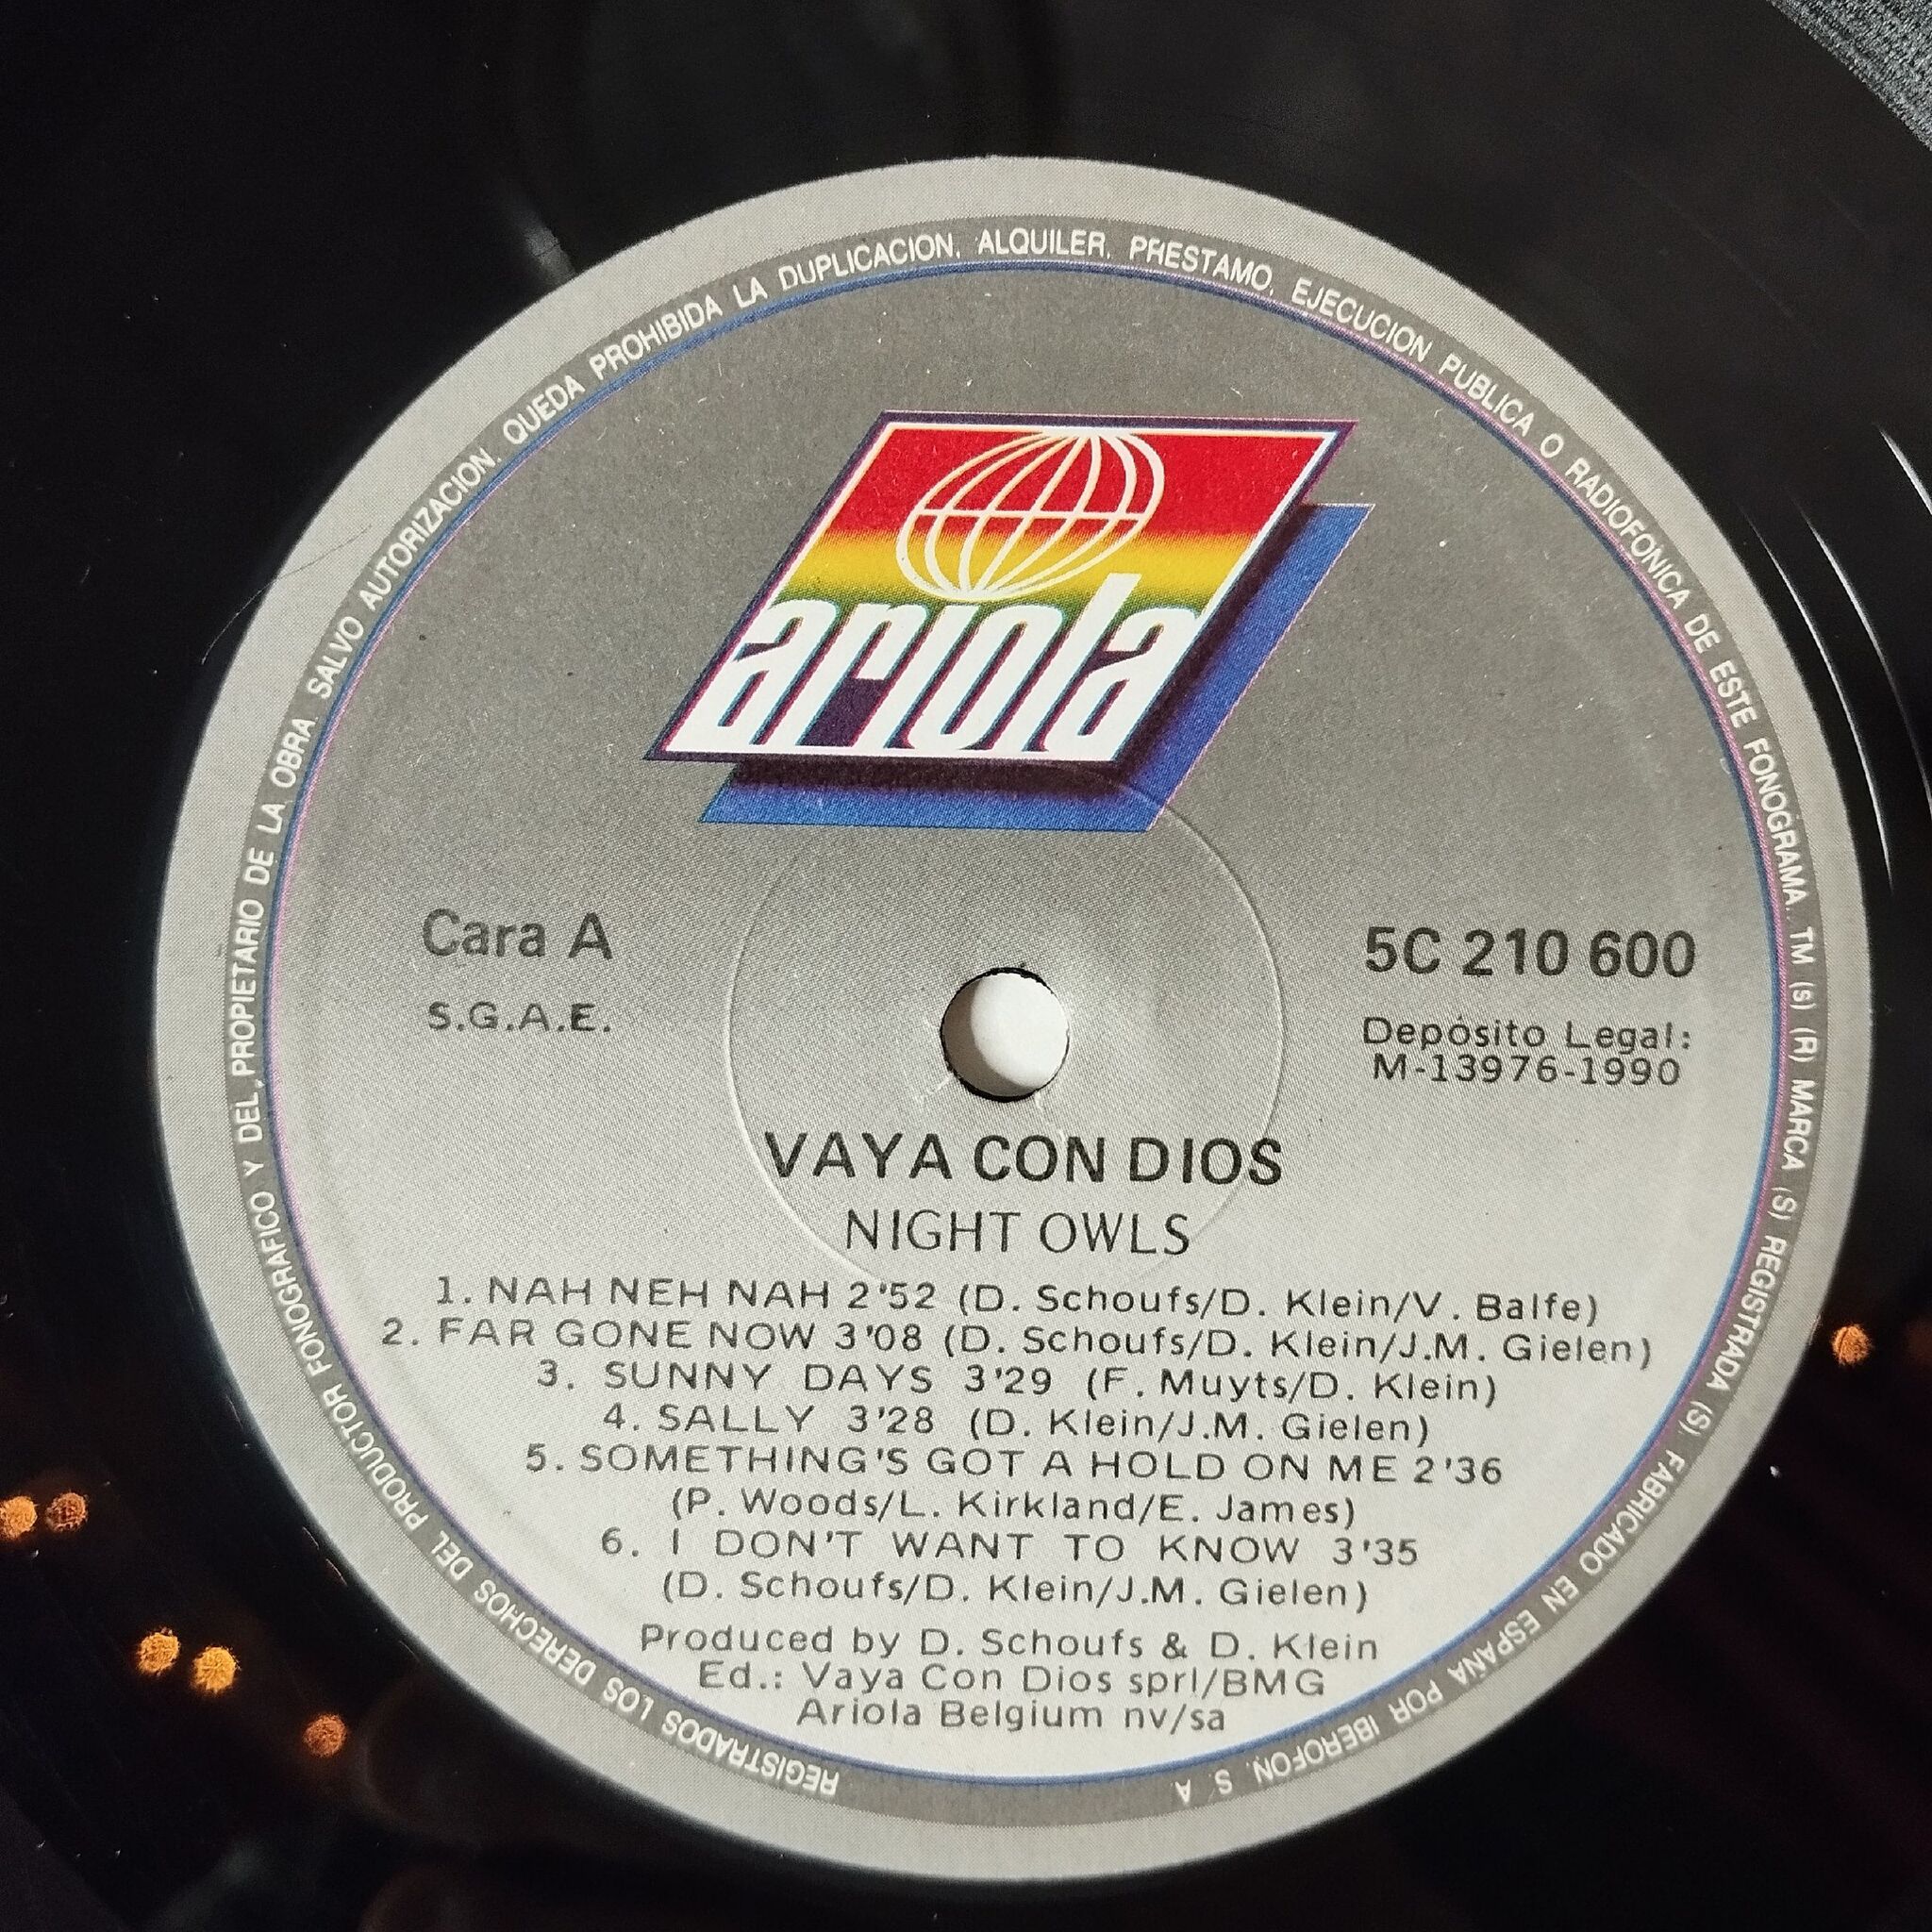 REGISTRADOS LOS DERECHOS DEL PRODUCTOR FONOGRAFICO Y DEL PROPIETARIO DE LA OBRA. SALVO AUTORIZACION. QUEDA PROHIBIDA LA DUPLICACION. ALQUILER. PRESTAMO. EJECUCION PUBLICA O RADIOFONICA DE ESTE FONOGRAMA. TM (s) (R) MARCA (S) REGISTRADA (S). FABRICADO EN ESPAÑA POR IBEROFON. S. A
ariola
Cara A
S.G.A.E.
5C 210 600
Depósito Legal:
M-13976-1990
VAYA CON DIOS
NIGHT OWLS
1. NAH NEH NAH 2'52 (D. Schoufs/D. Klein/V. Balfe)
2. FAR GONE NOW 3'08 (D. Schoufs/D. Klein/J.M. Gielen)
3. SUNNY DAYS 3'29 (F. Muyts/D. Klein)
4. SALLY 3'28 (D. Klein/J.M. Gielen)
5. SOMETHING'S GOT A HOLD ON ME 2'36
(P. Woods/L. Kirkland/E. James)
6. I DON'T WANT TO KNOW 3'35
(D. Schoufs/D. Klein/J.M. Gielen)
Produced by D. Schoufs & D. Klein
Ed.: Vaya Con Dios sprl/BMG
Ariola Belgium nv/sa